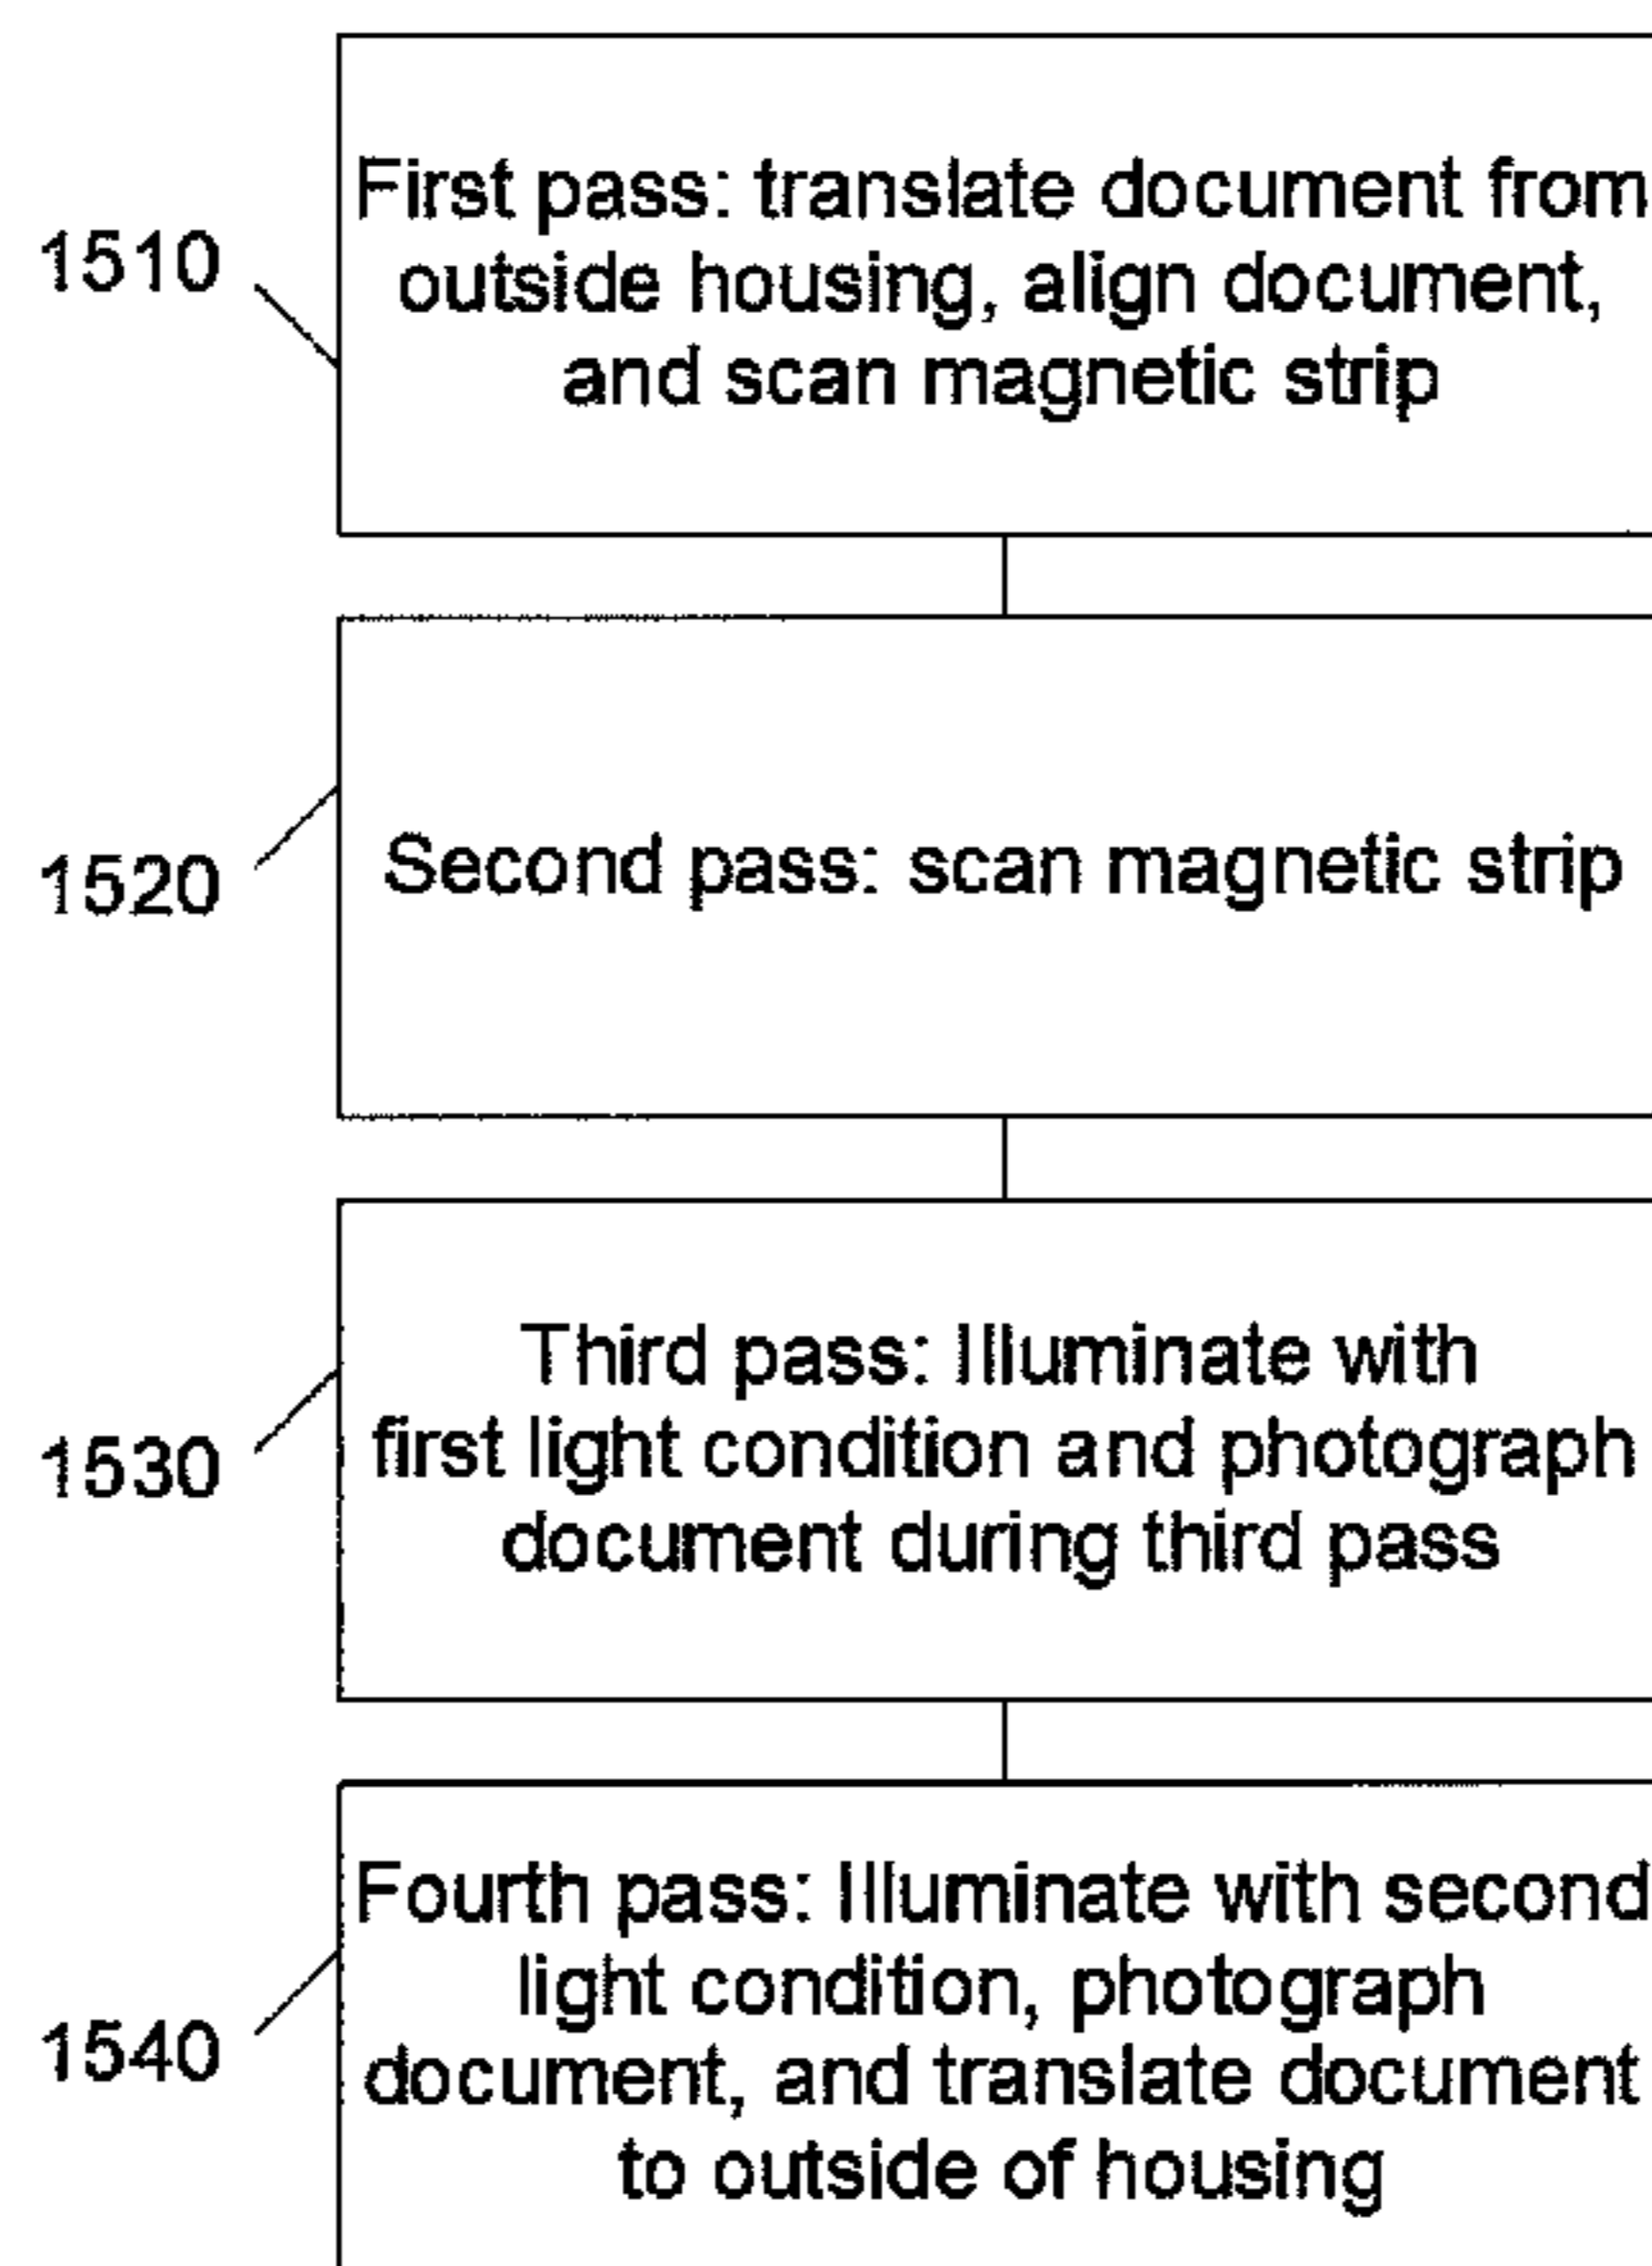 First pass: translate document from
outside housing, align document,
and scan magnetic strip
1510
Second pass: scan magnetic strip
1520
Third pass: Illuminate with
first light condition and photograph
document during third pass
1530
Fourth pass: Illuminate with second
light condition, photograph
document, and translate document
to outside of housing
1540